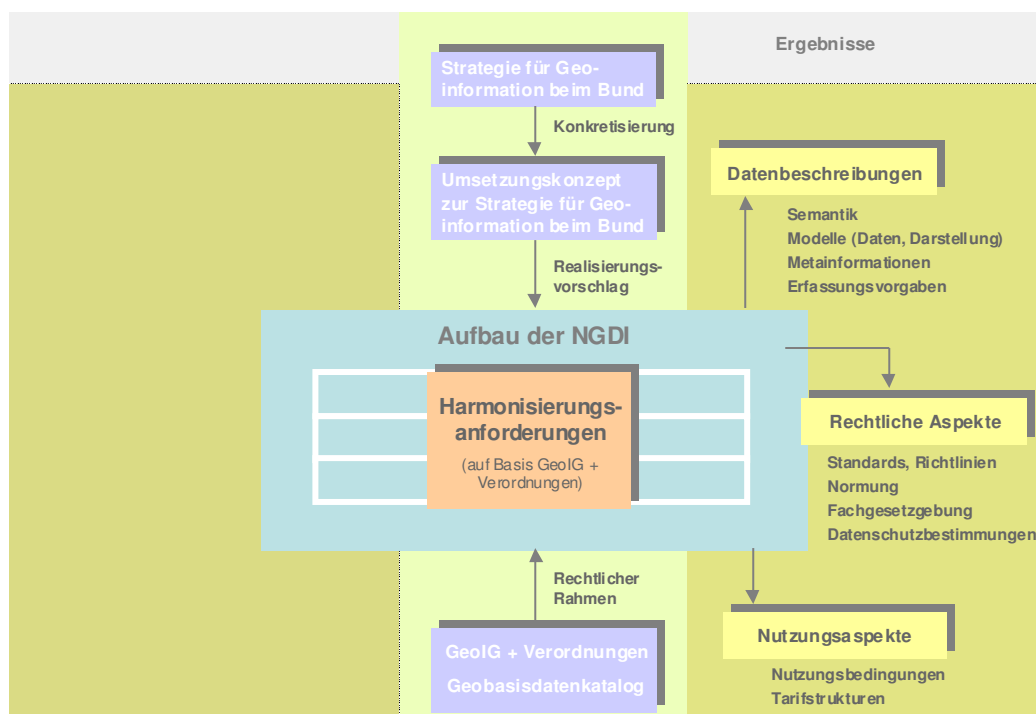 Ergebnisse
Strategie für Geo-
information beim Bund
Konkretisierung
Umsetzungskonzept
zur Strategie für Geo-
information beim Bund
Realisierungs-
vorschlag
Datenbeschreibungen
Semantik
Modelle (Daten, Darstellung)
Metainformationen
Erfassungsvorgaben
Aufbau der NGDI
Harmonisierungs-
anforderungen
(auf Basis GeoIG +
Verordnungen)
Rechtliche Aspekte
Standards, Richtlinien
Normung
Fachgesetzgebung
Datenschutzbestimmungen
Rechtlicher
Rahmen
GeoIG + Verordnungen
Geobasisdatenkatalog
Nutzungsaspekte
Nutzungsbedingungen
Tarifstrukturen